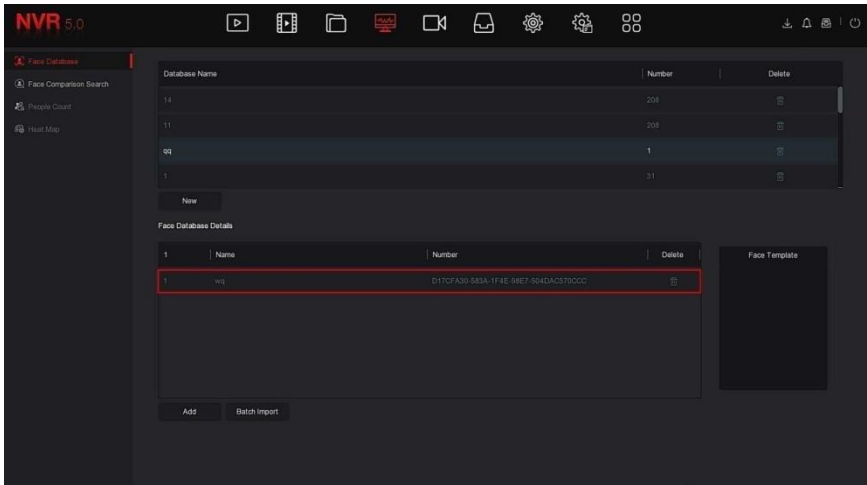 NVR 5.0
Face Database
Face Comparison Search
People Count
Heat Map
Database Name Number Delete
14 208
11 208
qq 1
1 31
New
Face Database Details
1 Name Number Delete
1 wq D17CFA30-583A-1F4E-98E7-504DAC570CCC
Face Template
Add Batch Import